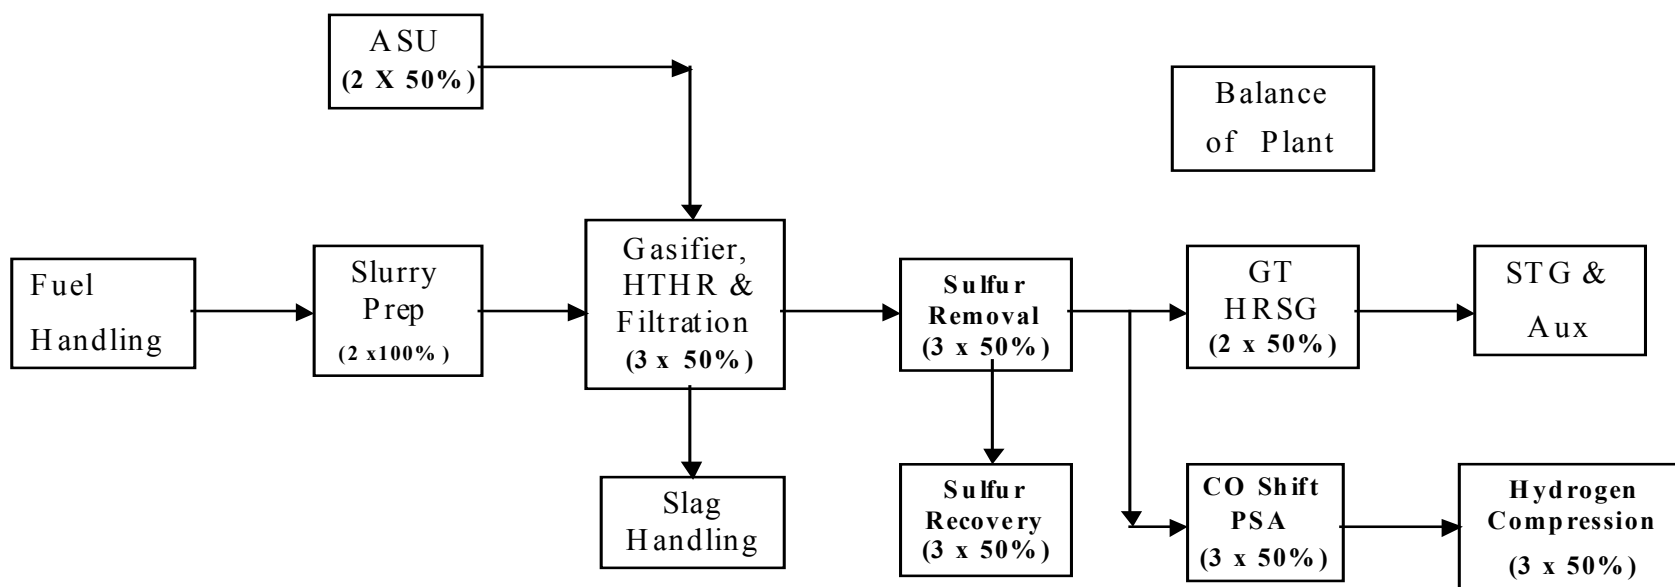 ASU
(2 X 50%)
Balance
of Plant
Fuel
Handling
Slurry
Prep
(2 x100%)
Gasifier,
HTHR &
Filtration
(3 x 50%)
Sulfur
Removal
(3 x 50%)
GT
HRSG
(2 x 50%)
STG &
Aux
Slag
Handling
Sulfur
Recovery
(3 x 50%)
CO Shift
PSA
(3 x 50%)
Hydrogen
Compression
(3 x 50%)